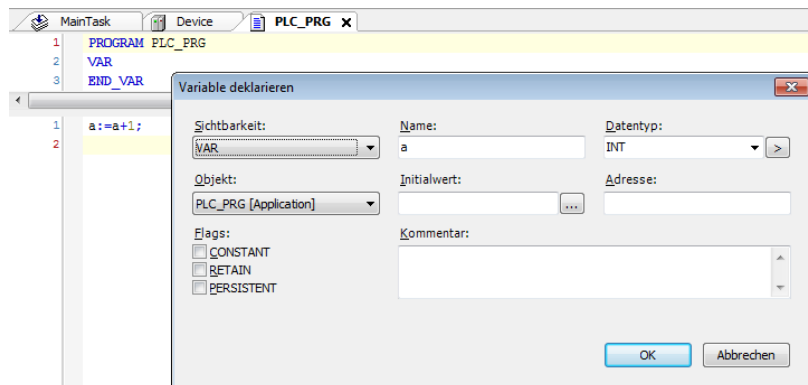 MainTask Device PLC_PRG X
1 PROGRAM PLC_PRG
2 VAR
3 END_VAR
1 a:=a+1;
2
Variable deklarieren
Sichtbarkeit: Name: Datentyp:
VAR a INT >
Objekt: Initialwert: Adresse:
PLC_PRG [Application] ...
Flags: Kommentar:
CONSTANT
RETAIN
PERSISTENT
OK Abbrechen